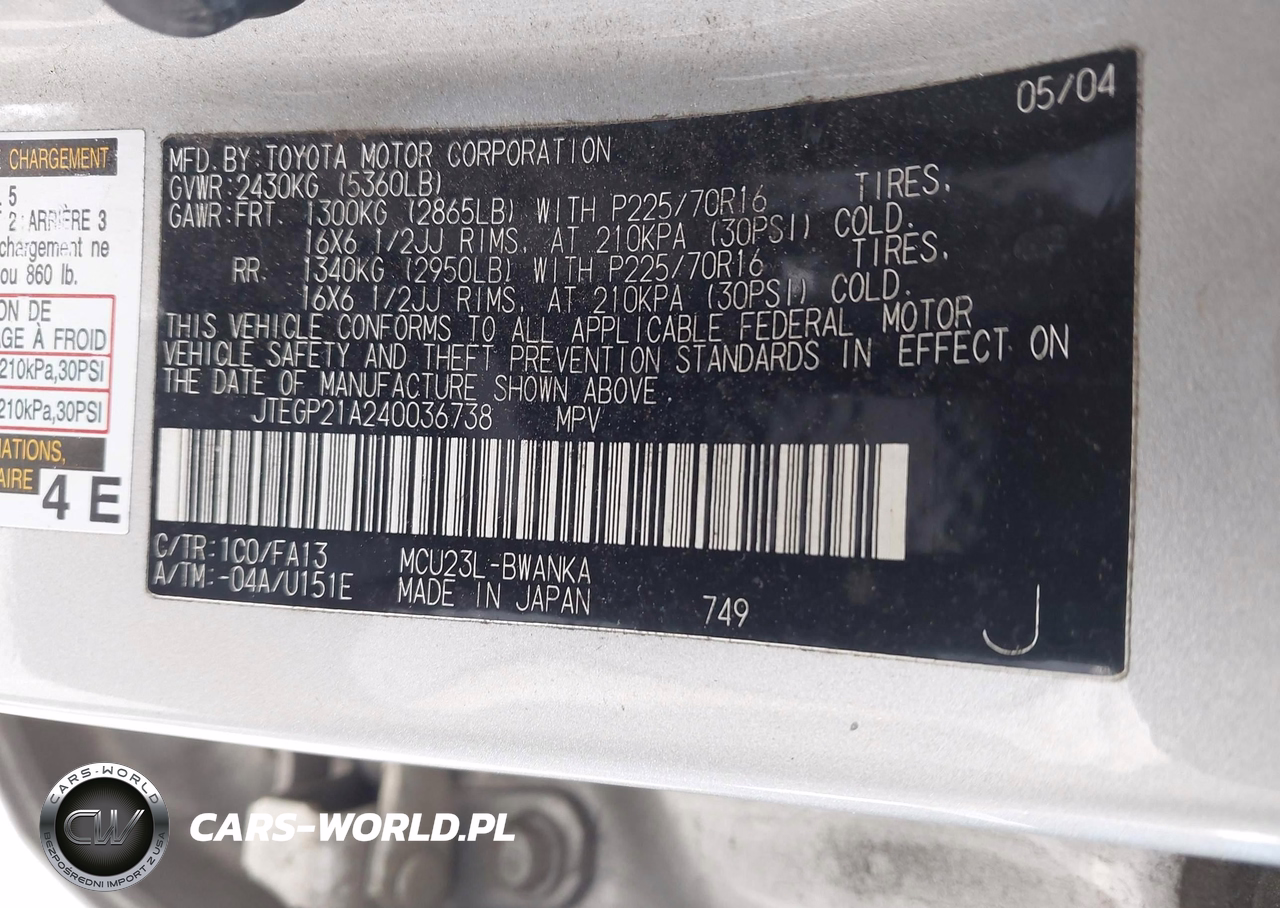 05/04
MFD. BY: TOYOTA MOTOR CORPORATION
GVWR: 2430KG (5360LB)
GAWR: FRT. 1300KG (2865LB) WITH P225/70R16 TIRES,
16X6 1/2JJ RIMS, AT 210KPA (30PSI) COLD.
RR. 1340KG (2950LB) WITH P225/70R16 TIRES,
16X6 1/2JJ RIMS, AT 210KPA (30PSI) COLD.
THIS VEHICLE CONFORMS TO ALL APPLICABLE FEDERAL MOTOR
VEHICLE SAFETY AND THEFT PREVENTION STANDARDS IN EFFECT ON
THE DATE OF MANUFACTURE SHOWN ABOVE.
JTEGP21A240036738 MPV
C/TR: 1C0/FA13 MCU23L-BWANKA
A/TM: -04A/U151E MADE IN JAPAN 749
J
CHARGEMENT
5
2 : ARRIÈRE 3
chargement ne
ou 860 lb.
ON DE
AGE À FROID
210kPa,30PSI
210kPa,30PSI
MATIONS,
AIRE
4 E
CARS-WORLD
CW
BEZPOŚREDNI IMPORT Z USA
CARS-WORLD.PL